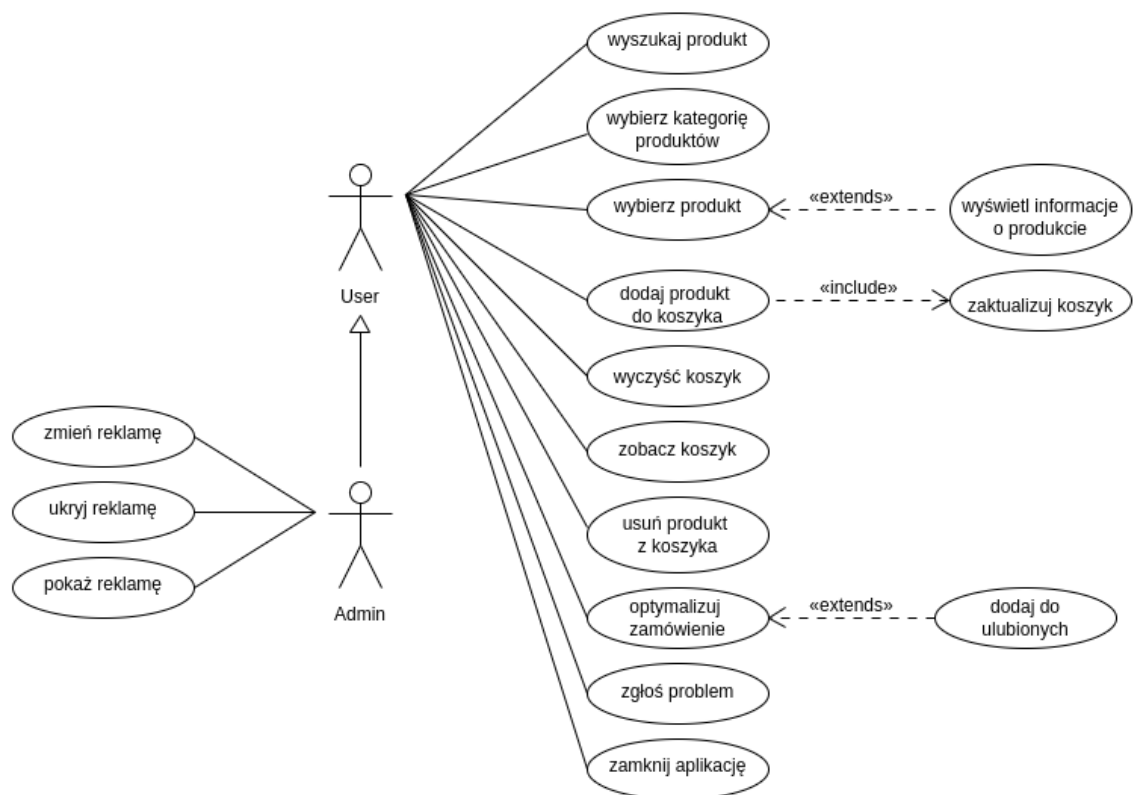 wyszukaj produkt
wybierz kategorię
produktów
wybierz produkt
«extends»
wyświetl informacje
o produkcie
User
dodaj produkt
do koszyka
«include»
zaktualizuj koszyk
wyczyść koszyk
zmień reklamę
zobacz koszyk
ukryj reklamę
usuń produkt
z koszyka
pokaż reklamę
Admin
optymalizuj
zamówienie
«extends»
dodaj do
ulubionych
zgłoś problem
zamknij aplikację